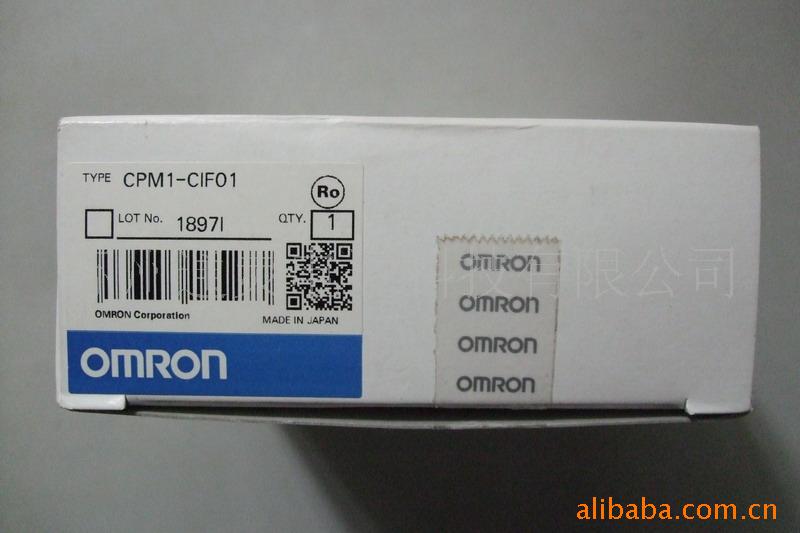 TYPE CPM1-CIF01
Ro
LOT No. 1897I QTY. 1
OMRON Corporation MADE IN JAPAN
OMRON
OMRON
OMRON
OMRON
OMRON
有限公司
alibaba.com.cn